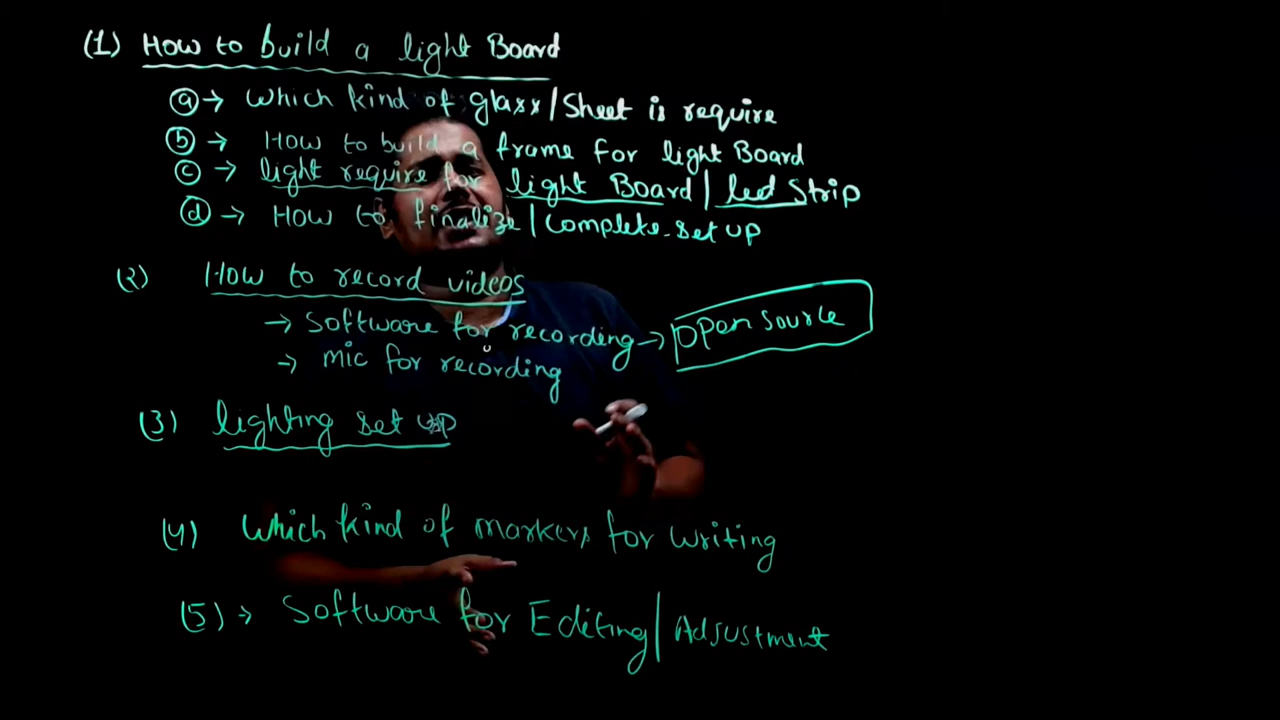 (1) How to build a light Board
(a) → which kind of glass/Sheet is require
(b) → How to build a frame for light Board
(c) → light require for light Board / led Strip
(d) → How to finalize / Complete set up
(2) How to record videos
→ Software for recording → Open source
→ mic for recording
(3) lighting set up
(4) Which kind of markers for writing
(5) → Software for Editing / Adjustment